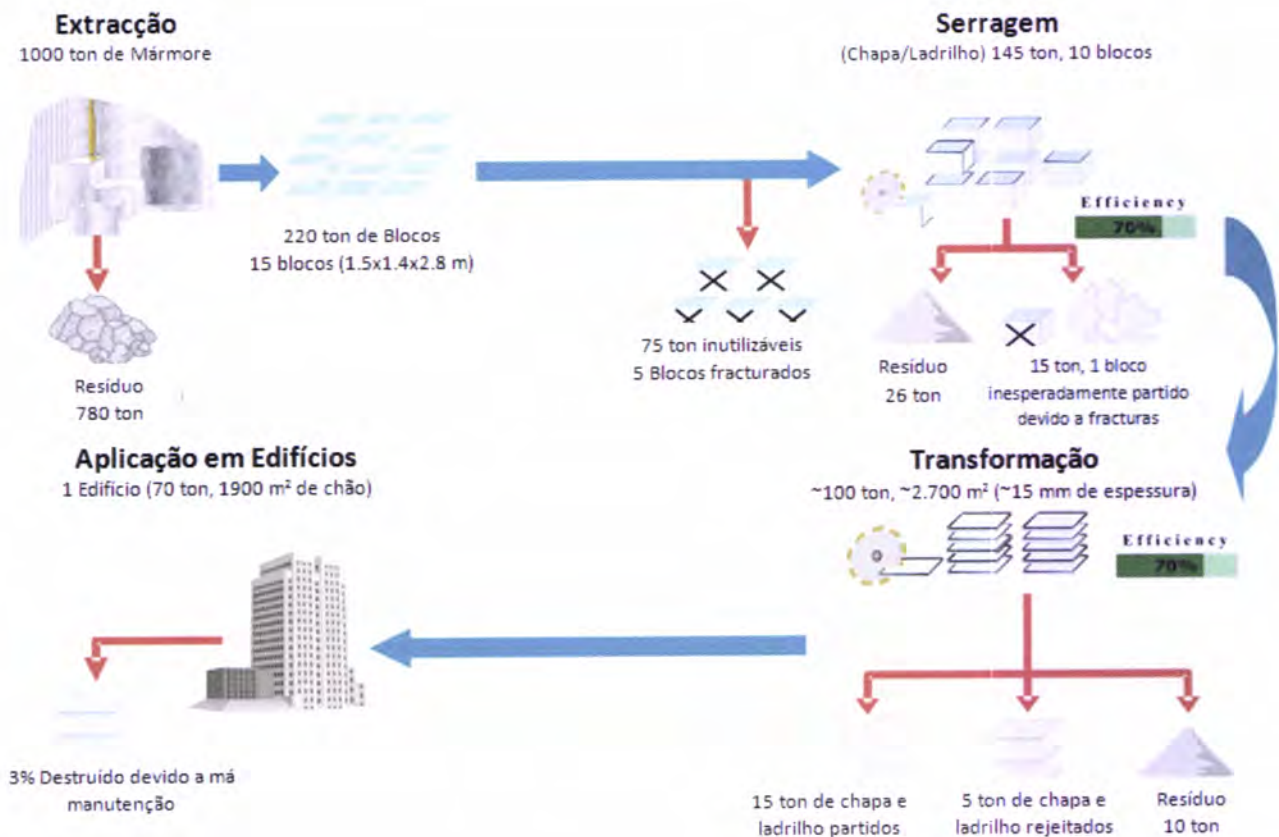 Extracção
1000 ton de Mármore
220 ton de Blocos
15 blocos (1.5x1.4x2.8 m)
Resíduo
780 ton
75 ton inutilizáveis
5 Blocos fracturados
Serragem
(Chapa/Ladrilho) 145 ton, 10 blocos
Efficiency
70%
Resíduo
26 ton
15 ton, 1 bloco
inesperadamente partido
devido a fracturas
Transformação
~100 ton, ~2.700 m² (~15 mm de espessura)
Efficiency
70%
15 ton de chapa e
ladrilho partidos
5 ton de chapa e
ladrilho rejeitados
Resíduo
10 ton
Aplicação em Edifícios
1 Edificio (70 ton, 1900 m² de chão)
3% Destruído devido a má
manutenção